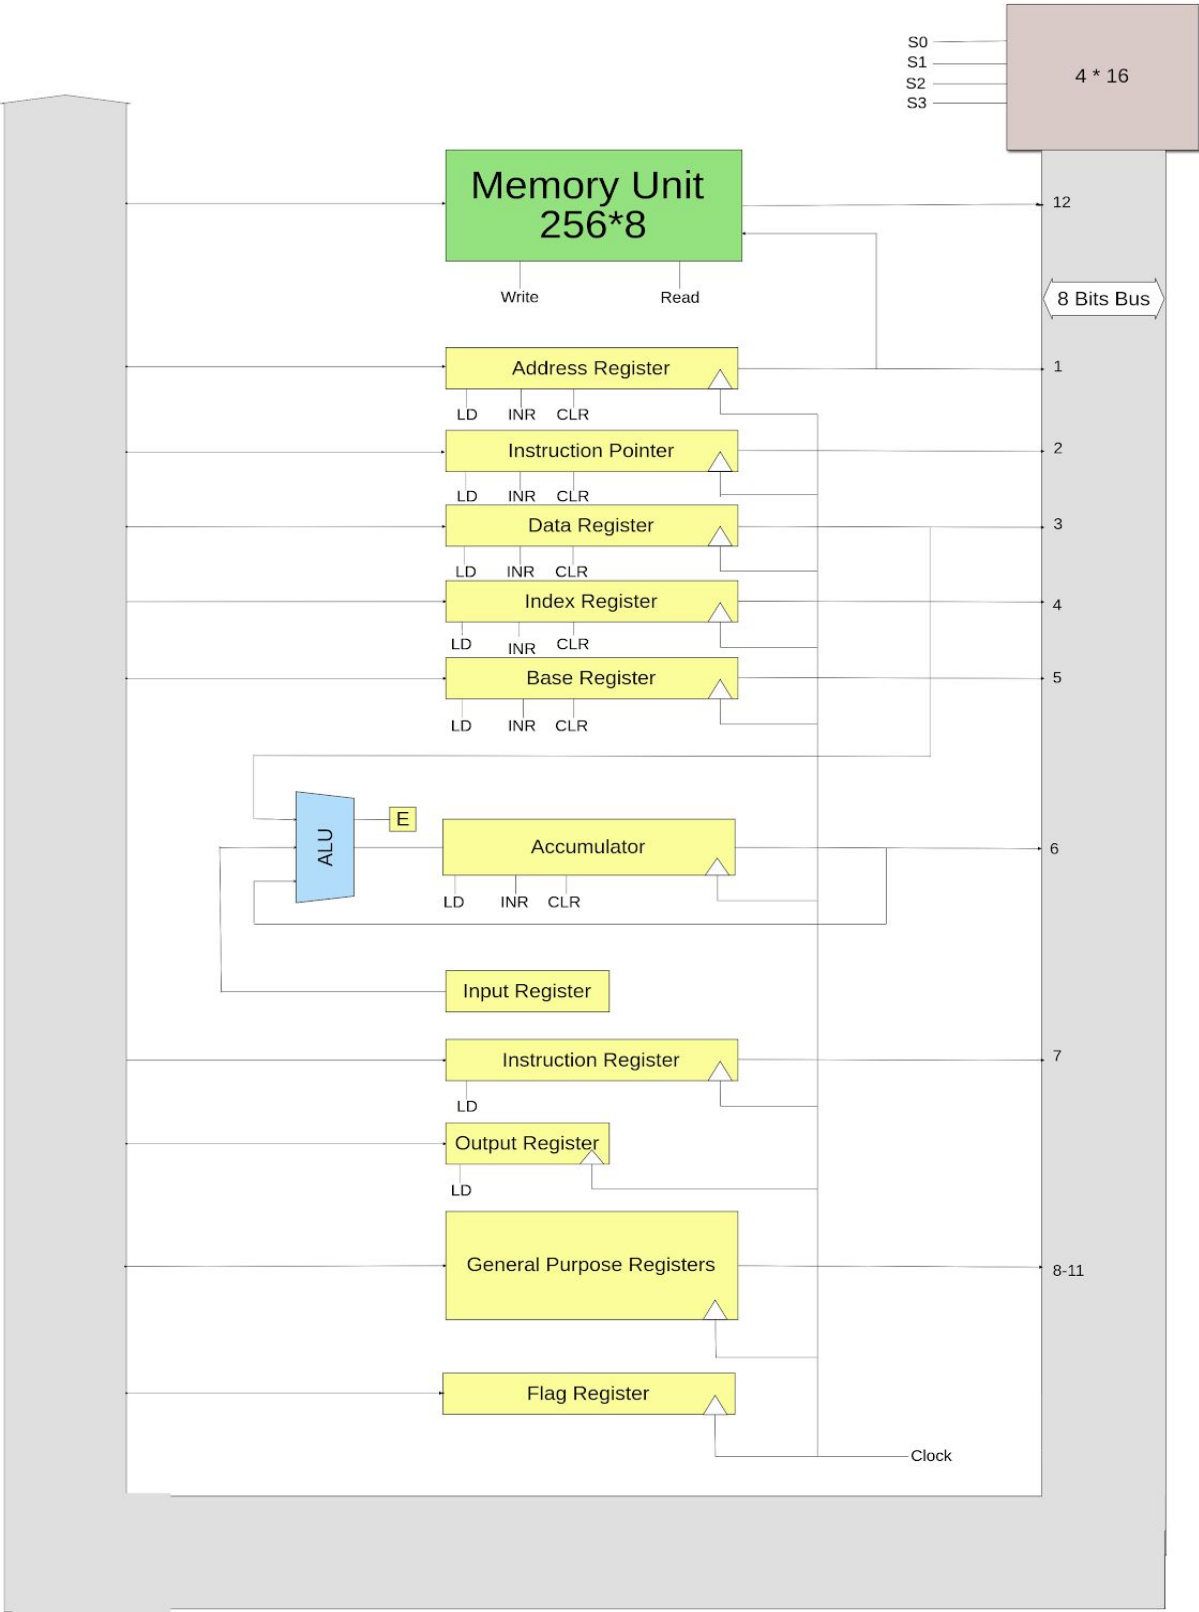 S0
S1
S2
S3
4 * 16
Memory Unit
256*8
12
Write
Read
8 Bits Bus
Address Register
1
LD INR CLR
Instruction Pointer
2
LD INR CLR
Data Register
3
LD INR CLR
Index Register
4
LD INR CLR
Base Register
5
LD INR CLR
ALU
E
Accumulator
6
LD INR CLR
Input Register
Instruction Register
7
LD
Output Register
LD
General Purpose Registers
8-11
Flag Register
Clock